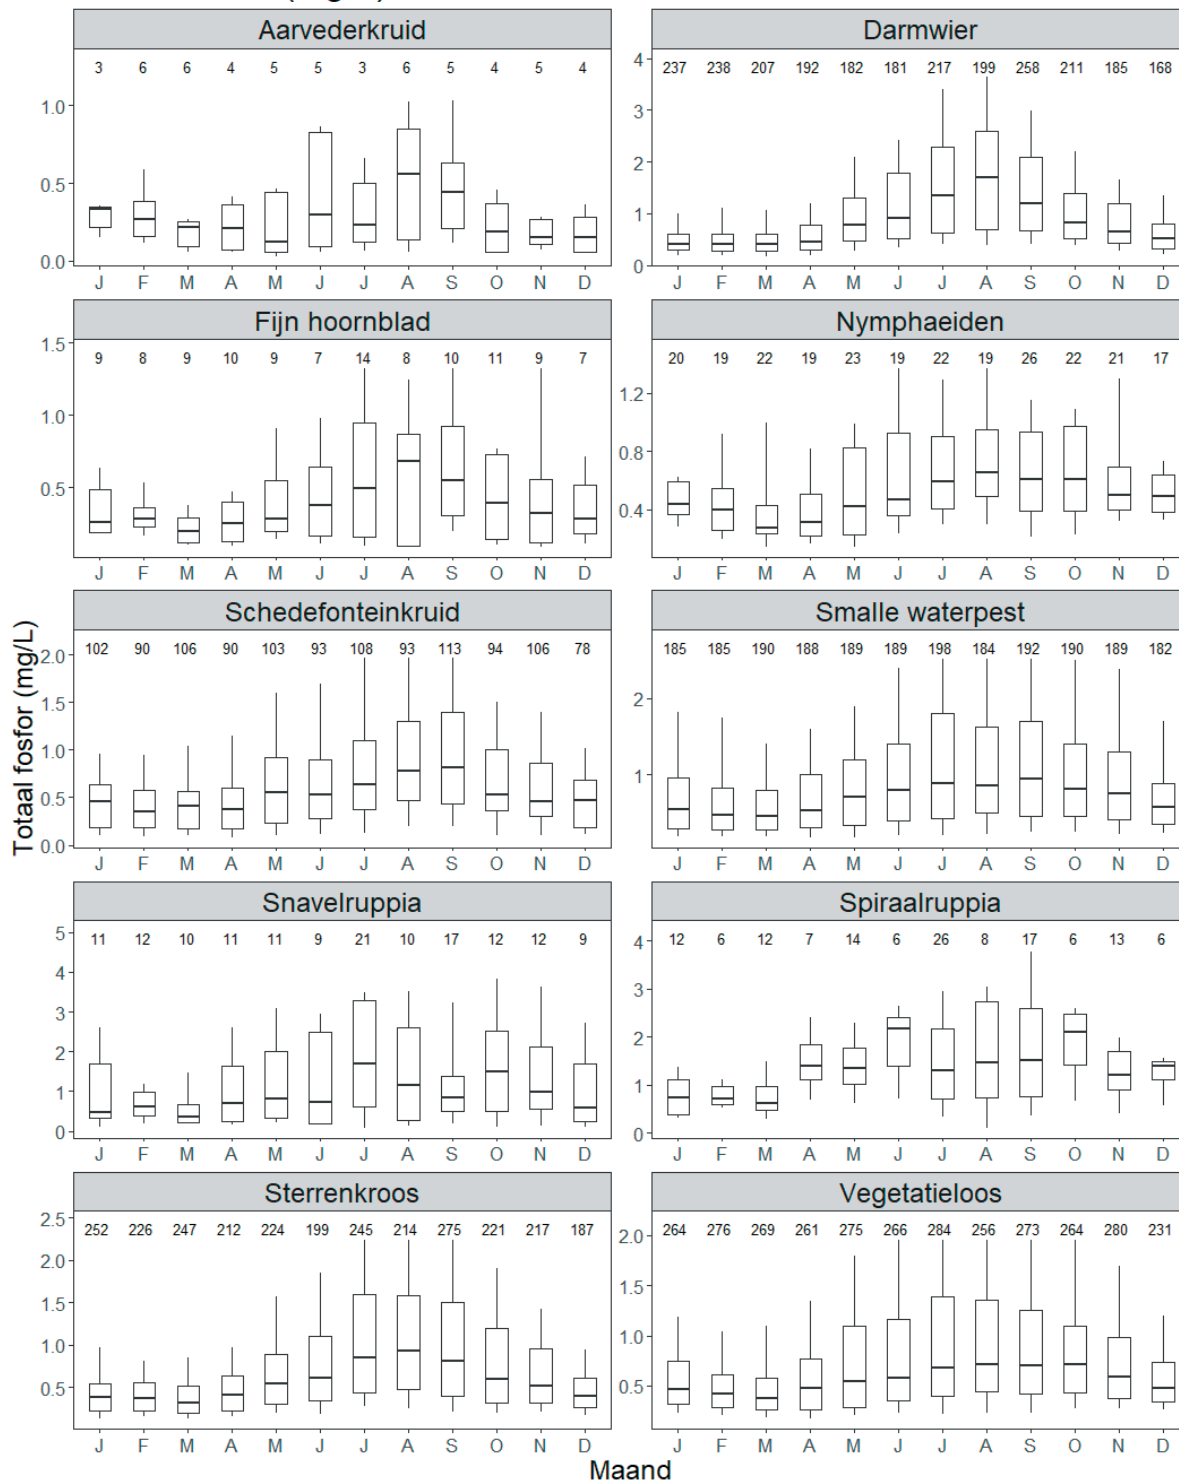 Aarvederkruid
3 6 6 4 5 5 3 6 5 4 5 4
1.0
0.5
0.0
J F M A M J J A S O N D
Darmwier
237 238 207 192 182 181 217 199 258 211 185 168
4
3
2
1
0
J F M A M J J A S O N D
Fijn hoornblad
9 8 9 10 9 7 14 8 10 11 9 7
1.5
1.0
0.5
J F M A M J J A S O N D
Nymphaeiden
20 19 22 19 23 19 22 19 26 22 21 17
1.2
0.8
0.4
J F M A M J J A S O N D
Totaal fosfor (mg/L)
Schedefonteinkruid
102 90 106 90 103 93 108 93 113 94 106 78
2.0
1.5
1.0
0.5
0.0
J F M A M J J A S O N D
Smalle waterpest
185 185 190 188 189 189 198 184 192 190 189 182
2
1
J F M A M J J A S O N D
Snavelruppia
11 12 10 11 11 9 21 10 17 12 12 9
5
4
3
2
1
0
J F M A M J J A S O N D
Spiraalruppia
12 6 12 7 14 6 26 8 17 6 13 6
4
3
2
1
0
J F M A M J J A S O N D
Sterrenkroos
252 226 247 212 224 199 245 214 275 221 217 187
2.5
2.0
1.5
1.0
0.5
J F M A M J J A S O N D
Vegetatieloos
264 276 269 261 275 266 284 256 273 264 280 231
2.0
1.5
1.0
0.5
J F M A M J J A S O N D
Maand